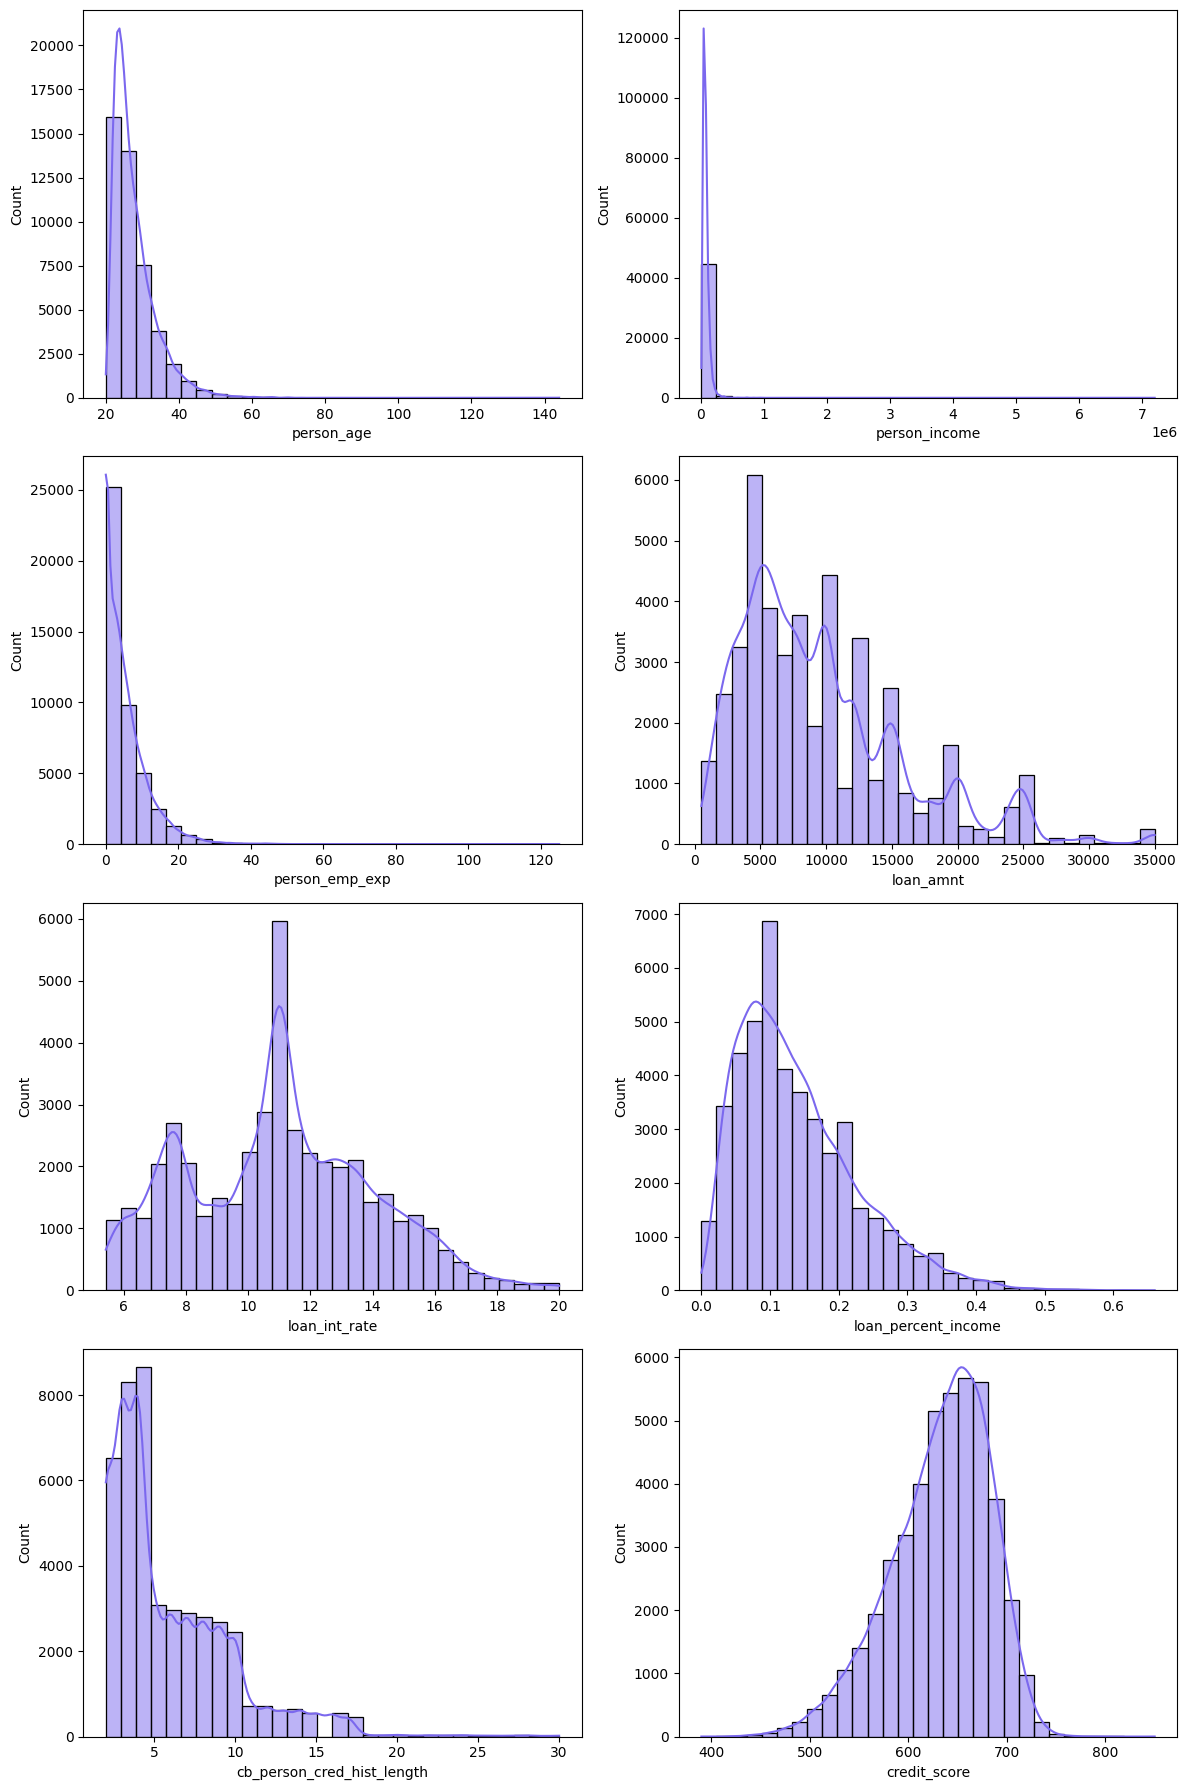 20000
17500
15000
12500
10000
7500
5000
2500
0
Count
20 40 60 80 100 120 140
person_age
120000
100000
80000
60000
40000
20000
0
Count
0 1 2 3 4 5 6 7
1e6
person_income
25000
20000
15000
10000
5000
0
Count
0 20 40 60 80 100 120
person_emp_exp
6000
5000
4000
3000
2000
1000
0
Count
0 5000 10000 15000 20000 25000 30000 35000
loan_amnt
6000
5000
4000
3000
2000
1000
0
Count
6 8 10 12 14 16 18 20
loan_int_rate
7000
6000
5000
4000
3000
2000
1000
0
Count
0.0 0.1 0.2 0.3 0.4 0.5 0.6
loan_percent_income
8000
6000
4000
2000
0
Count
5 10 15 20 25 30
cb_person_cred_hist_length
6000
5000
4000
3000
2000
1000
0
Count
400 500 600 700 800
credit_score